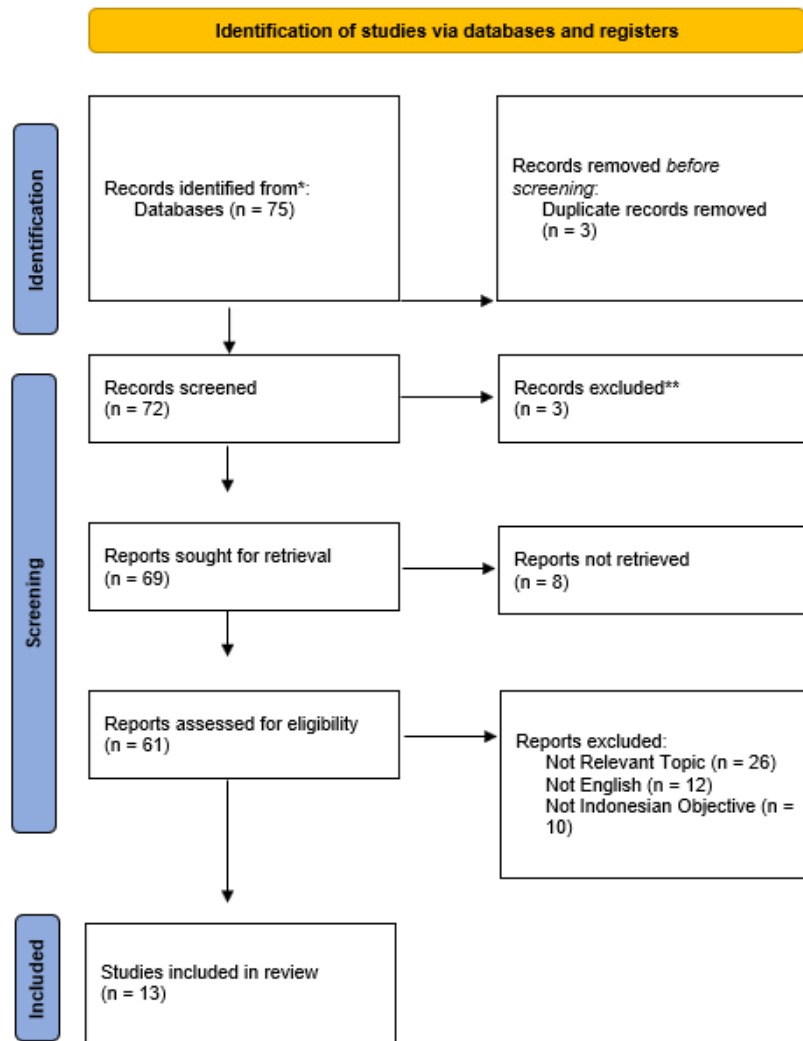 Identification of studies via databases and registers
Identification
Records identified from*:
Databases (n = 75)
Records removed before
screening:
Duplicate records removed
(n = 3)
Screening
Records screened
(n = 72)
Records excluded**
(n = 3)
Reports sought for retrieval
(n = 69)
Reports not retrieved
(n = 8)
Reports assessed for eligibility
(n = 61)
Reports excluded:
Not Relevant Topic (n = 26)
Not English (n = 12)
Not Indonesian Objective (n =
10)
Included
Studies included in review
(n = 13)